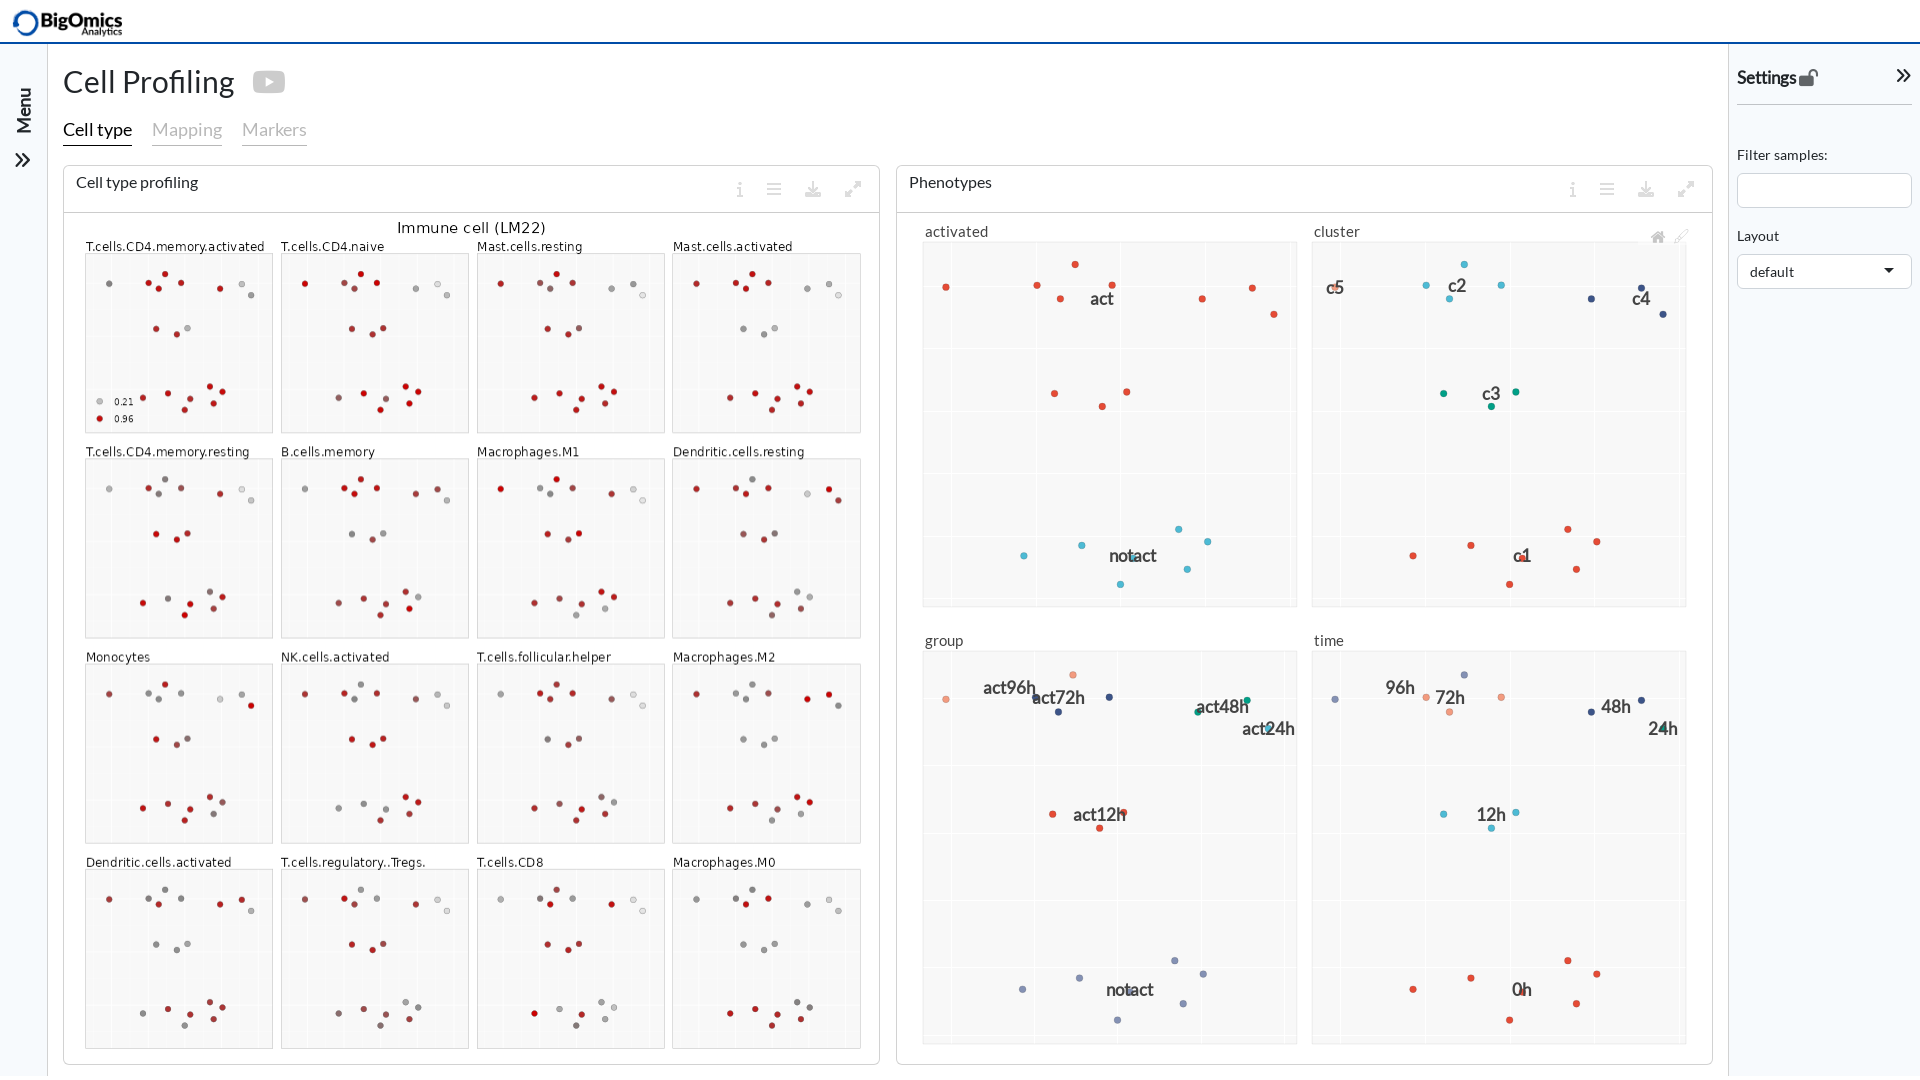 BigOmics
Analytics
Menu
Cell Profiling
Cell type Mapping Markers
Cell type profiling
Immune cell (LM22)
T.cells.CD4.memory.activated T.cells.CD4.naive Mast.cells.resting Mast.cells.activated
0.21
0.96
T.cells.CD4.memory.resting B.cells.memory Macrophages.M1 Dendritic.cells.resting
Monocytes NK.cells.activated T.cells.follicular.helper Macrophages.M2
Dendritic.cells.activated T.cells.regulatory..Tregs. T.cells.CD8 Macrophages.M0
Phenotypes
activated
act
notact
cluster
c5 c2 c4
c3
c1
group
act96h act72h act48h
act24h
act12h
notact
time
96h 72h 48h
24h
12h
0h
Settings
Filter samples:
Layout
default